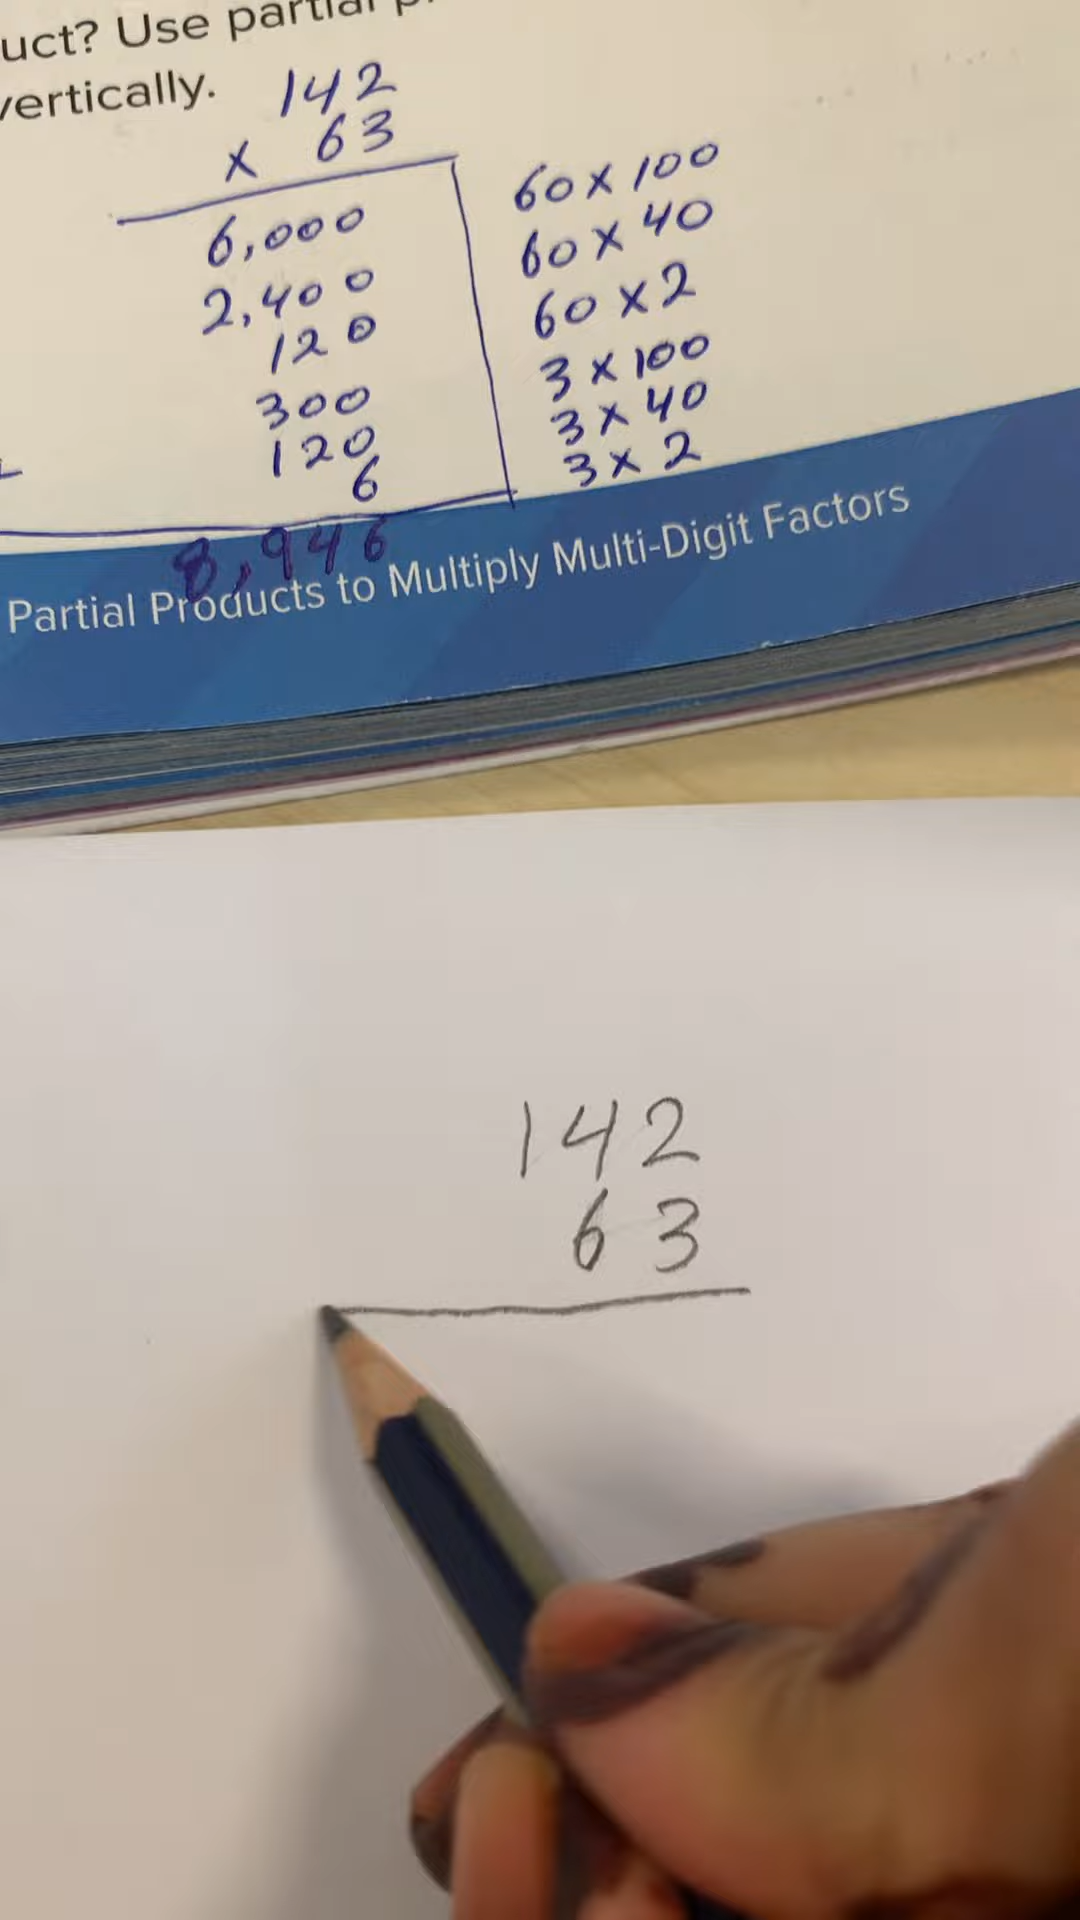 uct? Use partial
vertically.
142
x 63
6,000 60 x 100
2,400 60 x 40
120 60 x 2
300 3 x 100
120 3 x 40
6 3 x 2
8,946
Partial Products to Multiply Multi-Digit Factors
142
63